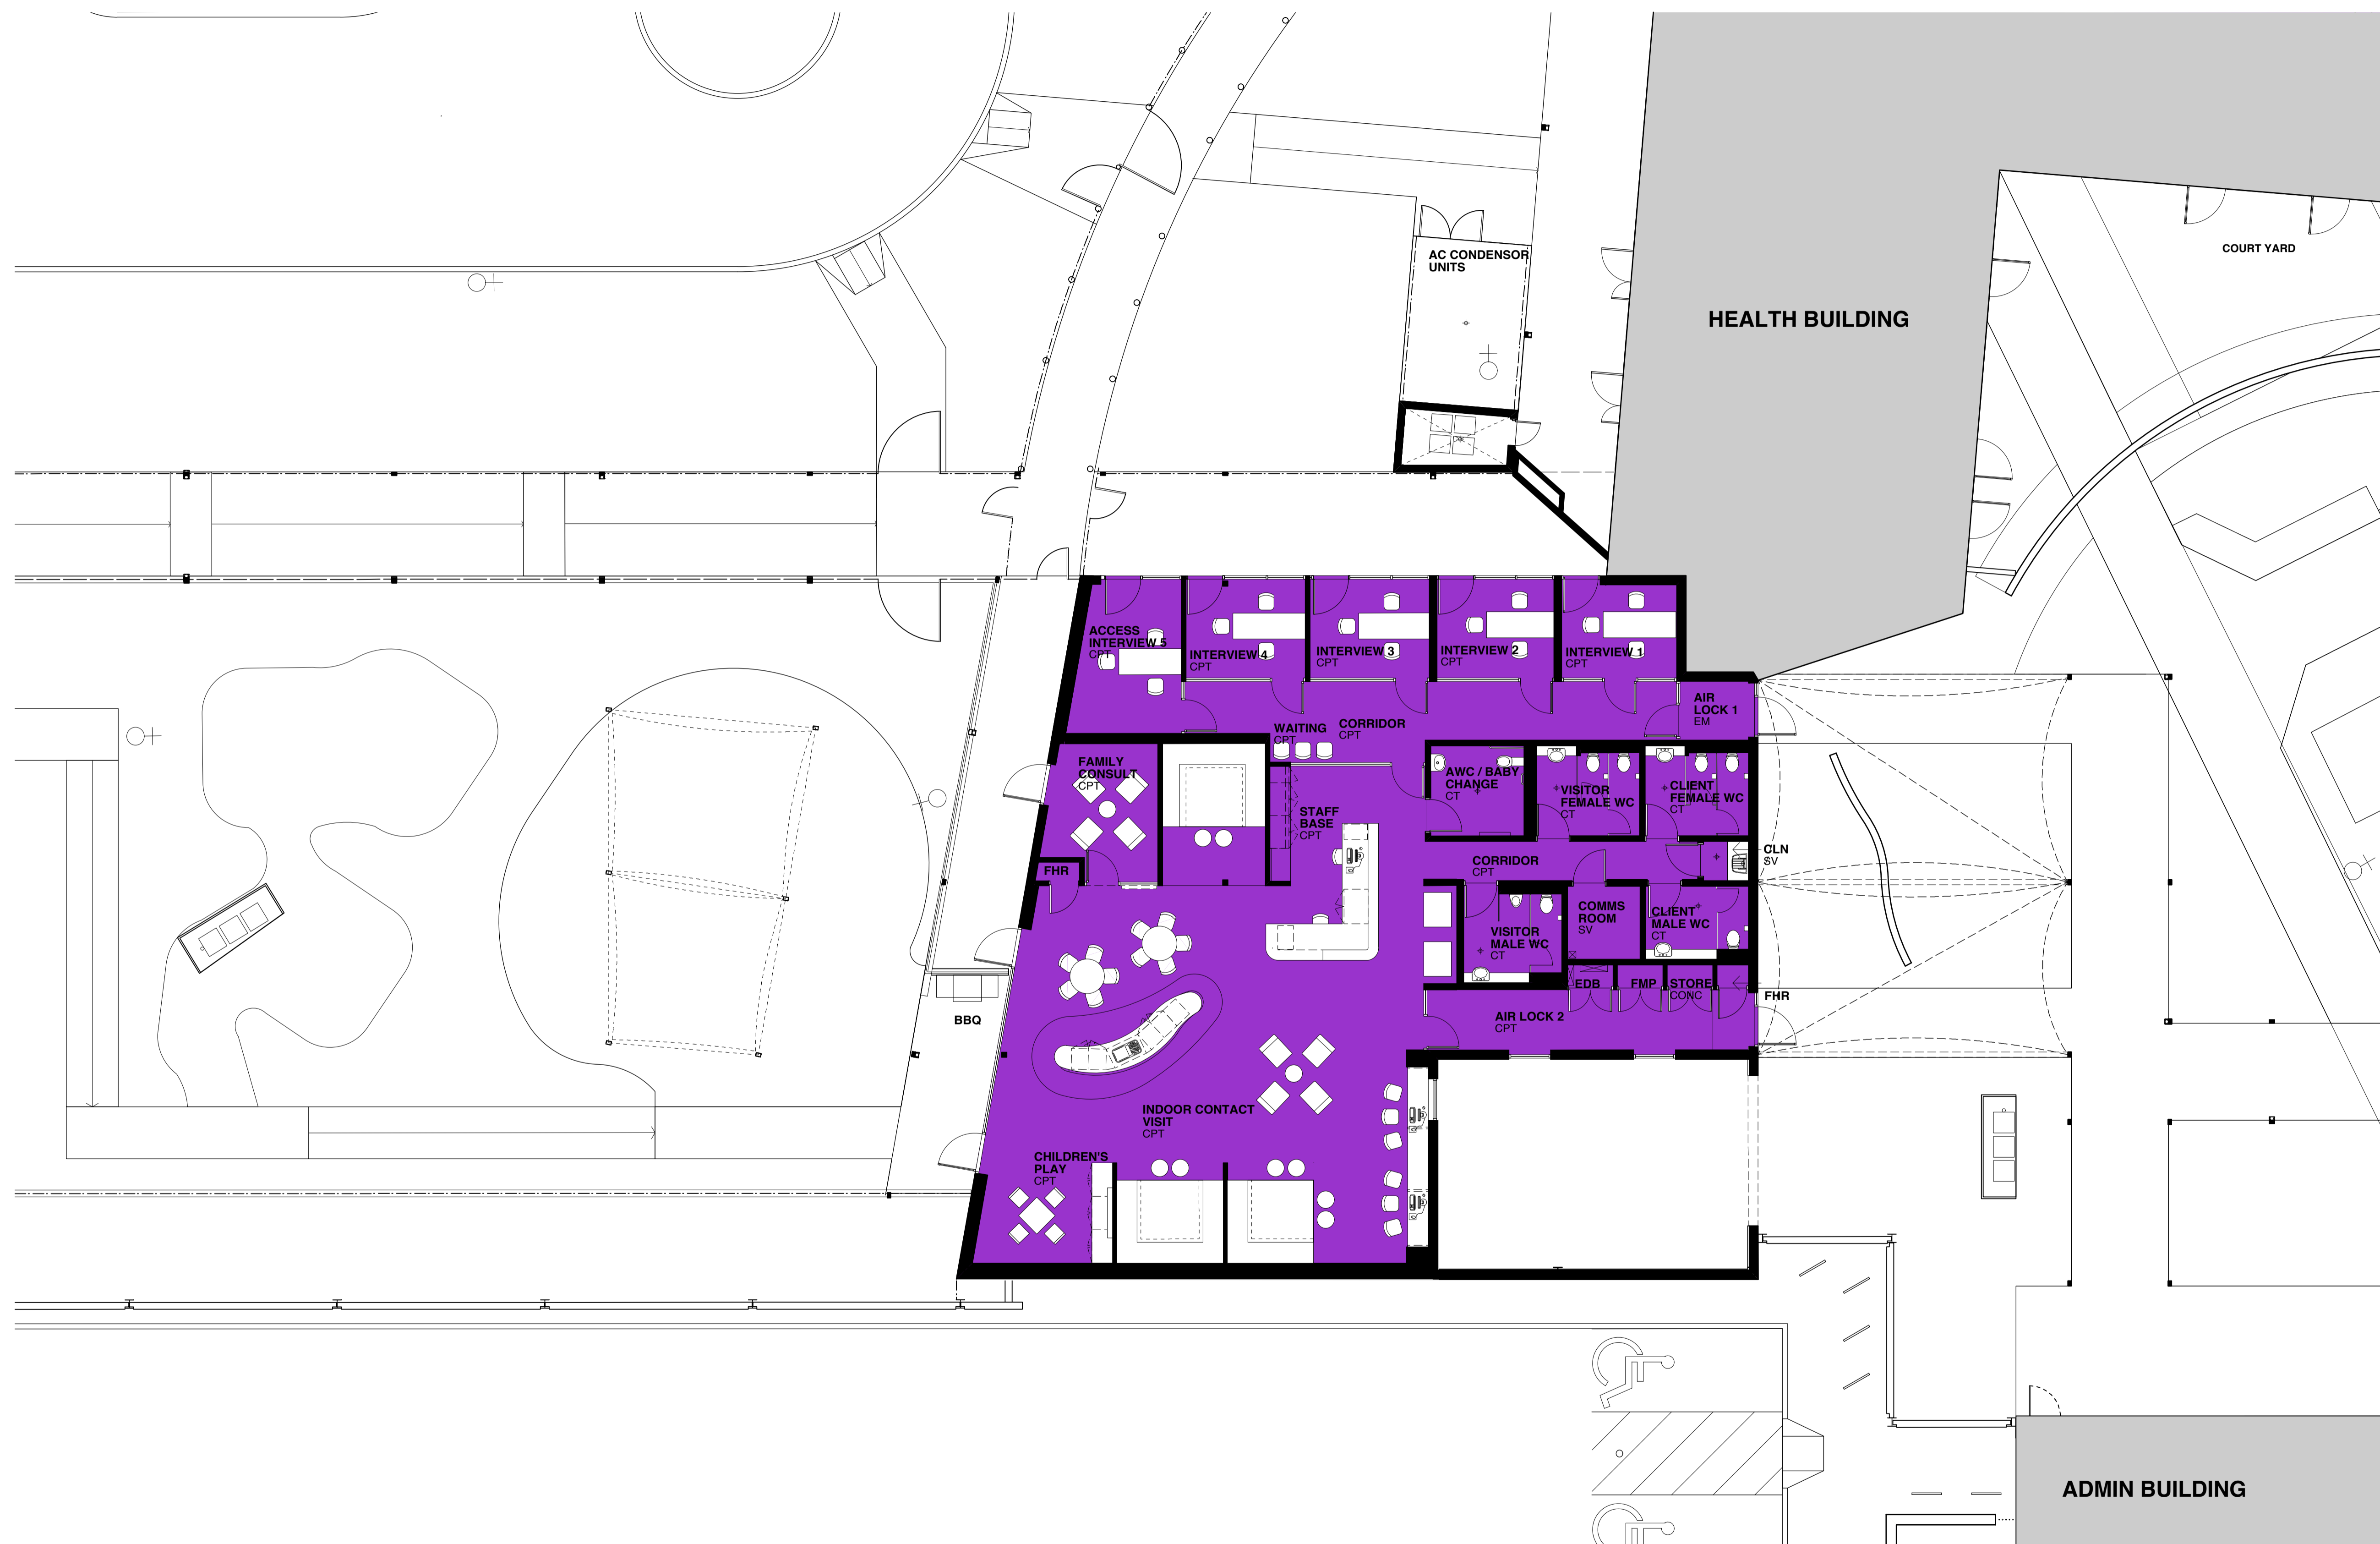 COURT YARD
AC CONDENSOR
UNITS
HEALTH BUILDING
ACCESS
INTERVIEW 5
CPT
INTERVIEW 4
CPT
INTERVIEW 3
CPT
INTERVIEW 2
CPT
INTERVIEW 1
CPT
AIR
LOCK 1
EM
WAITING
CPT
CORRIDOR
CPT
FAMILY
CONSULT
CPT
AWC / BABY
CHANGE
CT
VISITOR
FEMALE WC
CT
CLIENT
FEMALE WC
CT
STAFF
BASE
CPT
CLN
SV
CORRIDOR
CPT
FHR
COMMS
ROOM
SV
CLIENT
MALE WC
CT
VISITOR
MALE WC
CT
EDB
FMP
STORE
CONC
FHR
BBQ
AIR LOCK 2
CPT
INDOOR CONTACT
VISIT
CPT
CHILDREN'S
PLAY
CPT
ADMIN BUILDING